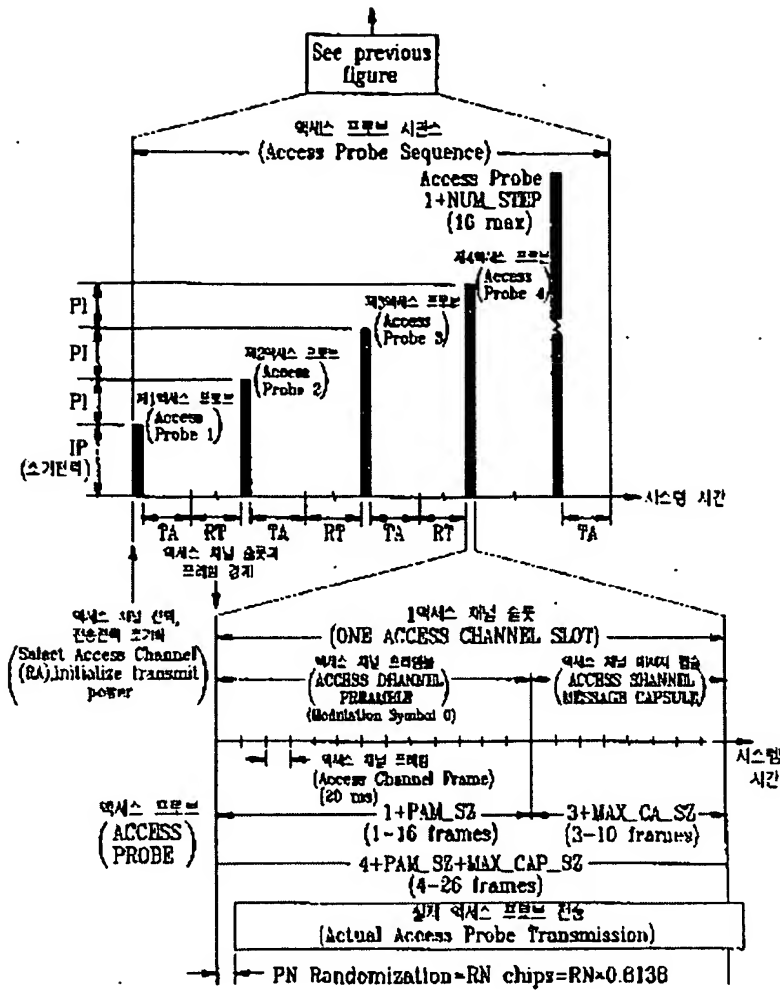 See previous
figure
액세스 프로브 시퀀스
(Access Probe Sequence)
Access Probe
1+NUM_STEP
(16 max)
제4액세스 프로브
(Access
Probe 4)
제3액세스 프로브
(Access
Probe 3)
제2액세스 프로브
(Access
Probe 2)
제1액세스 프로브
(Access
Probe 1)
PI
PI
PI
IP
(초기전력)
시스템 시간
TA RT TA RT TA RT TA
액세스 채널 슬롯과
프레임 경계
액세스 채널 선택,
전송전력 초기화
(Select Access Channel
(RA),initialize transmit
power
1액세스 채널 슬롯
(ONE ACCESS CHANNEL SLOT)
액세스 채널 프리앰블
(ACCESS DHANNEL
PERAMBLE)
(Modulation Symbol 0)
액세스 채널 메시지 캡슐
(ACCESS SHANNEL
MESSAGE CAPSULE)
시스템
시간
액세스 채널 프레임
(Access Channel Frame)
(20 ms)
액세스 프로브
(ACCESS
PROBE)
1+PAM_SZ
(1-16 frames)
3+MAX_CA_SZ
(3-10 frames)
4+PAM_SZ+MAX_CAP_SZ
(4-26 frames)
실제 액세스 프로브 전송
(Actual Access Probe Transmission)
PN Randomization=RN chips=RN×0.8138